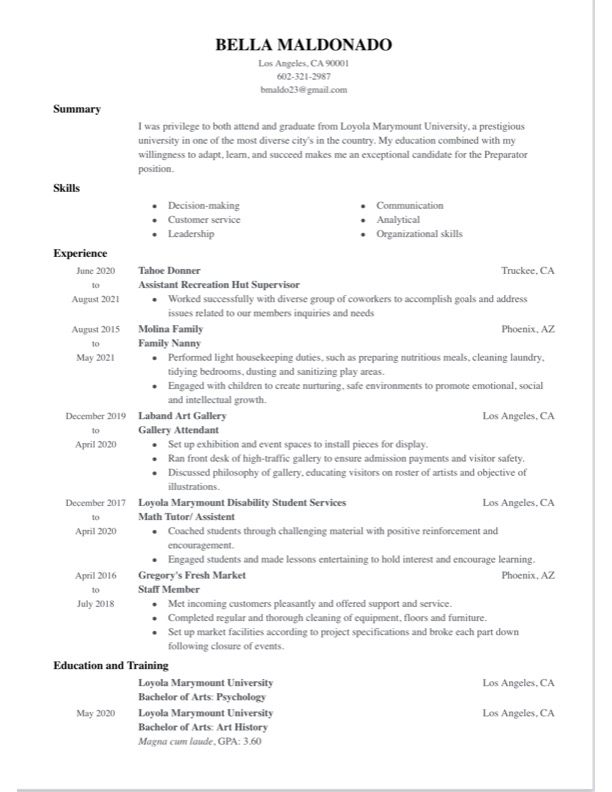 BELLA MALDONADO
Los Angeles, CA 90001
602-321-2987
bmaldo23@gmail.com
Summary
I was privilege to both attend and graduate from Loyola Marymount University, a prestigious
university in one of the most diverse city's in the country. My education combined with my
willingness to adapt, learn, and succeed makes me an exceptional candidate for the Preparator
position.
Skills
• Decision-making
• Customer service
• Leadership
• Communication
• Analytical
• Organizational skills
Experience
June 2020 to August 2021
Tahoe Donner Truckee, CA
Assistant Recreation Hut Supervisor
• Worked successfully with diverse group of coworkers to accomplish goals and address
issues related to our members inquiries and needs
August 2015 to May 2021
Molina Family Phoenix, AZ
Family Nanny
• Performed light housekeeping duties, such as preparing nutritious meals, cleaning laundry,
tidying bedrooms, dusting and sanitizing play areas.
• Engaged with children to create nurturing, safe environments to promote emotional, social
and intellectual growth.
December 2019 to April 2020
Laband Art Gallery Los Angeles, CA
Gallery Attendant
• Set up exhibition and event spaces to install pieces for display.
• Ran front desk of high-traffic gallery to ensure admission payments and visitor safety.
• Discussed philosophy of gallery, educating visitors on roster of artists and objective of
illustrations.
December 2017 to April 2020
Loyola Marymount Disability Student Services Los Angeles, CA
Math Tutor/ Assistent
• Coached students through challenging material with positive reinforcement and
encouragement.
• Engaged students and made lessons entertaining to hold interest and encourage learning.
April 2016 to July 2018
Gregory's Fresh Market Phoenix, AZ
Staff Member
• Met incoming customers pleasantly and offered support and service.
• Completed regular and thorough cleaning of equipment, floors and furniture.
• Set up market facilities according to project specifications and broke each part down
following closure of events.
Education and Training
Loyola Marymount University Los Angeles, CA
Bachelor of Arts: Psychology
May 2020 Loyola Marymount University Los Angeles, CA
Bachelor of Arts: Art History
Magna cum laude, GPA: 3.60